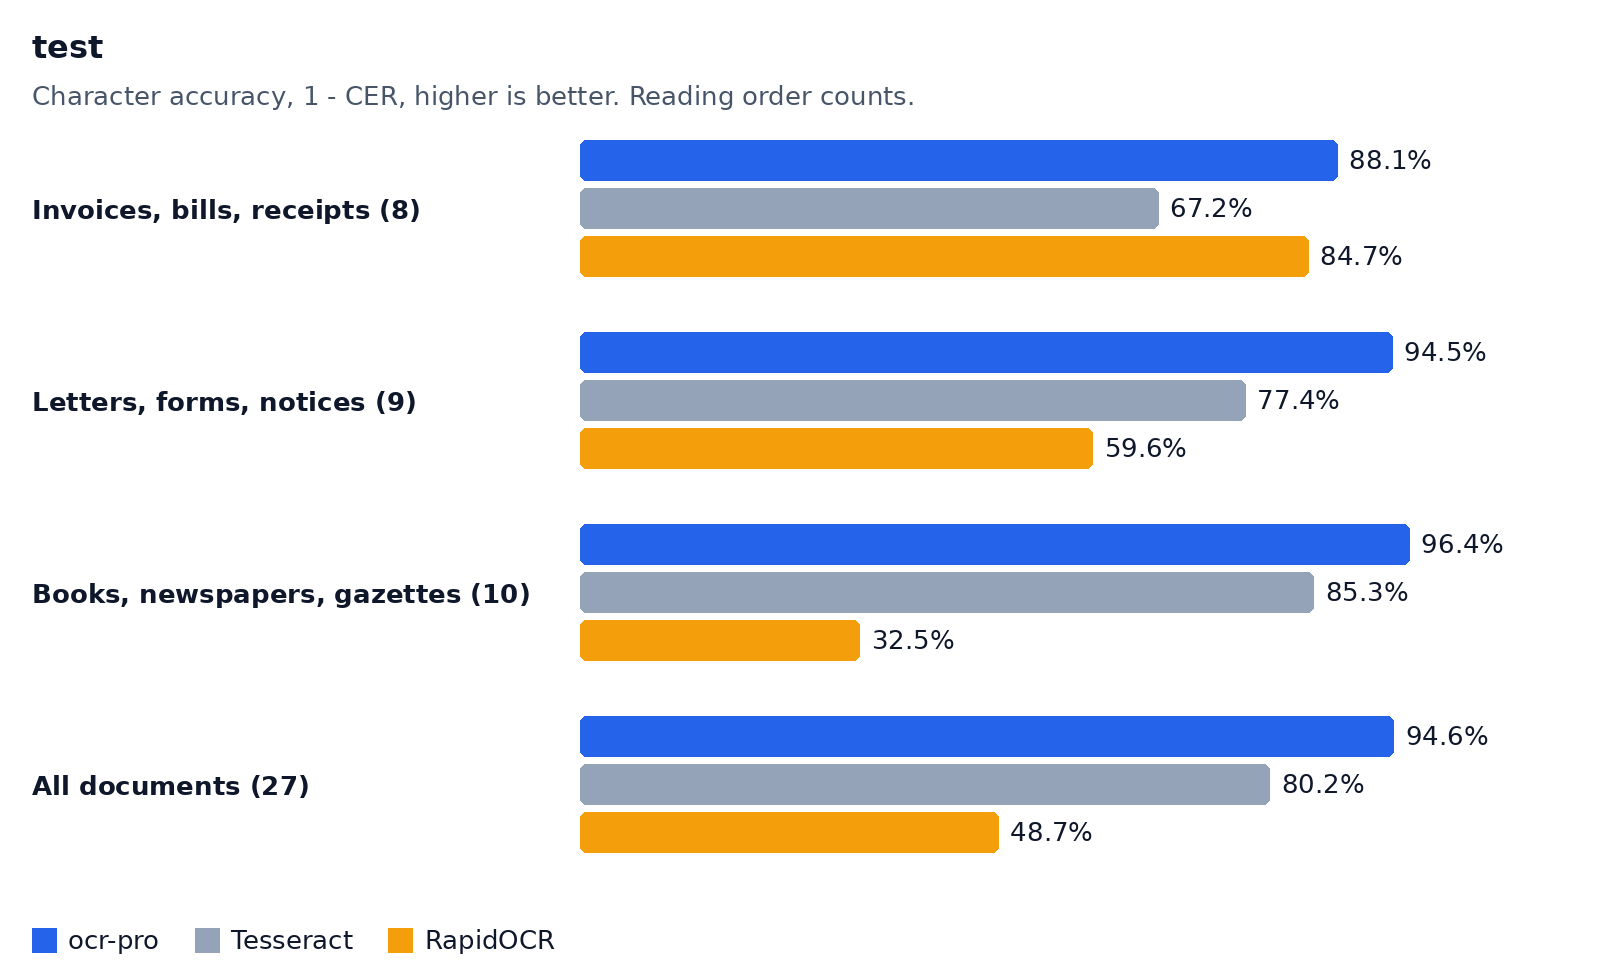 test
Character accuracy, 1 - CER, higher is better. Reading order counts.
Invoices, bills, receipts (8)
88.1%
67.2%
84.7%
Letters, forms, notices (9)
94.5%
77.4%
59.6%
Books, newspapers, gazettes (10)
96.4%
85.3%
32.5%
All documents (27)
94.6%
80.2%
48.7%
ocr-pro Tesseract RapidOCR